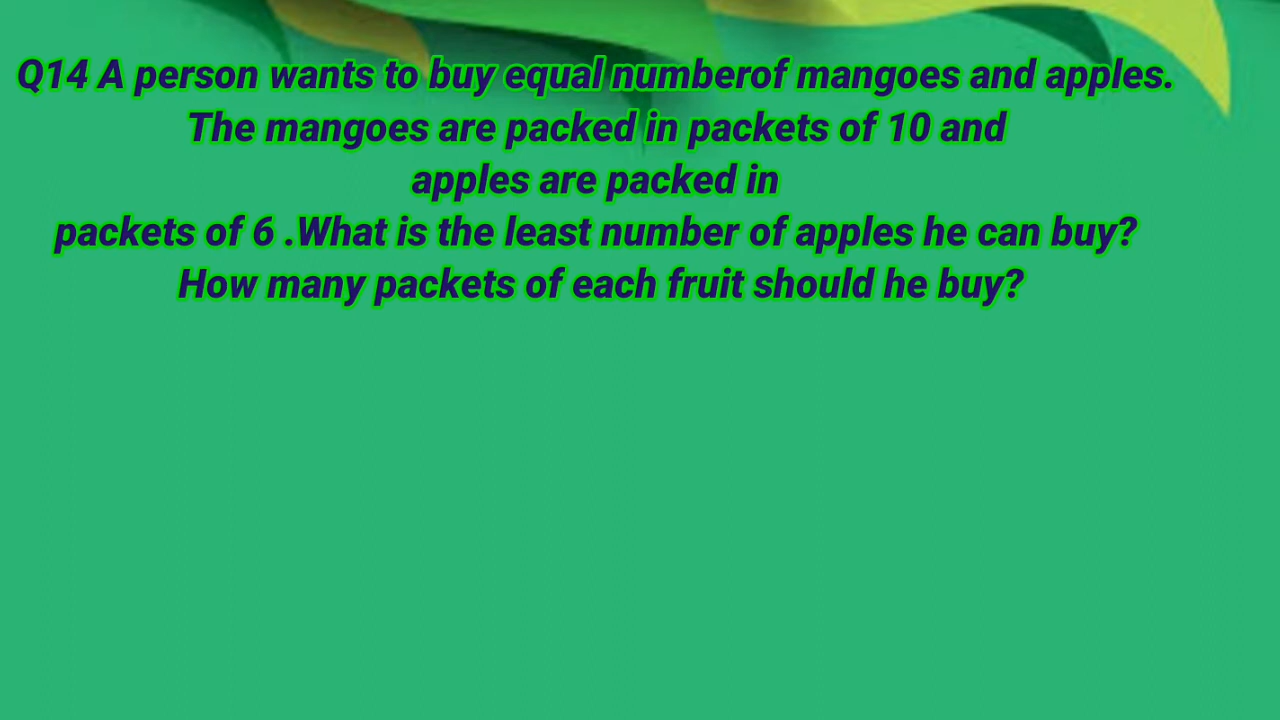 Q14 A person wants to buy equal numberof mangoes and apples.
The mangoes are packed in packets of 10 and
apples are packed in
packets of 6 .What is the least number of apples he can buy?
How many packets of each fruit should he buy?